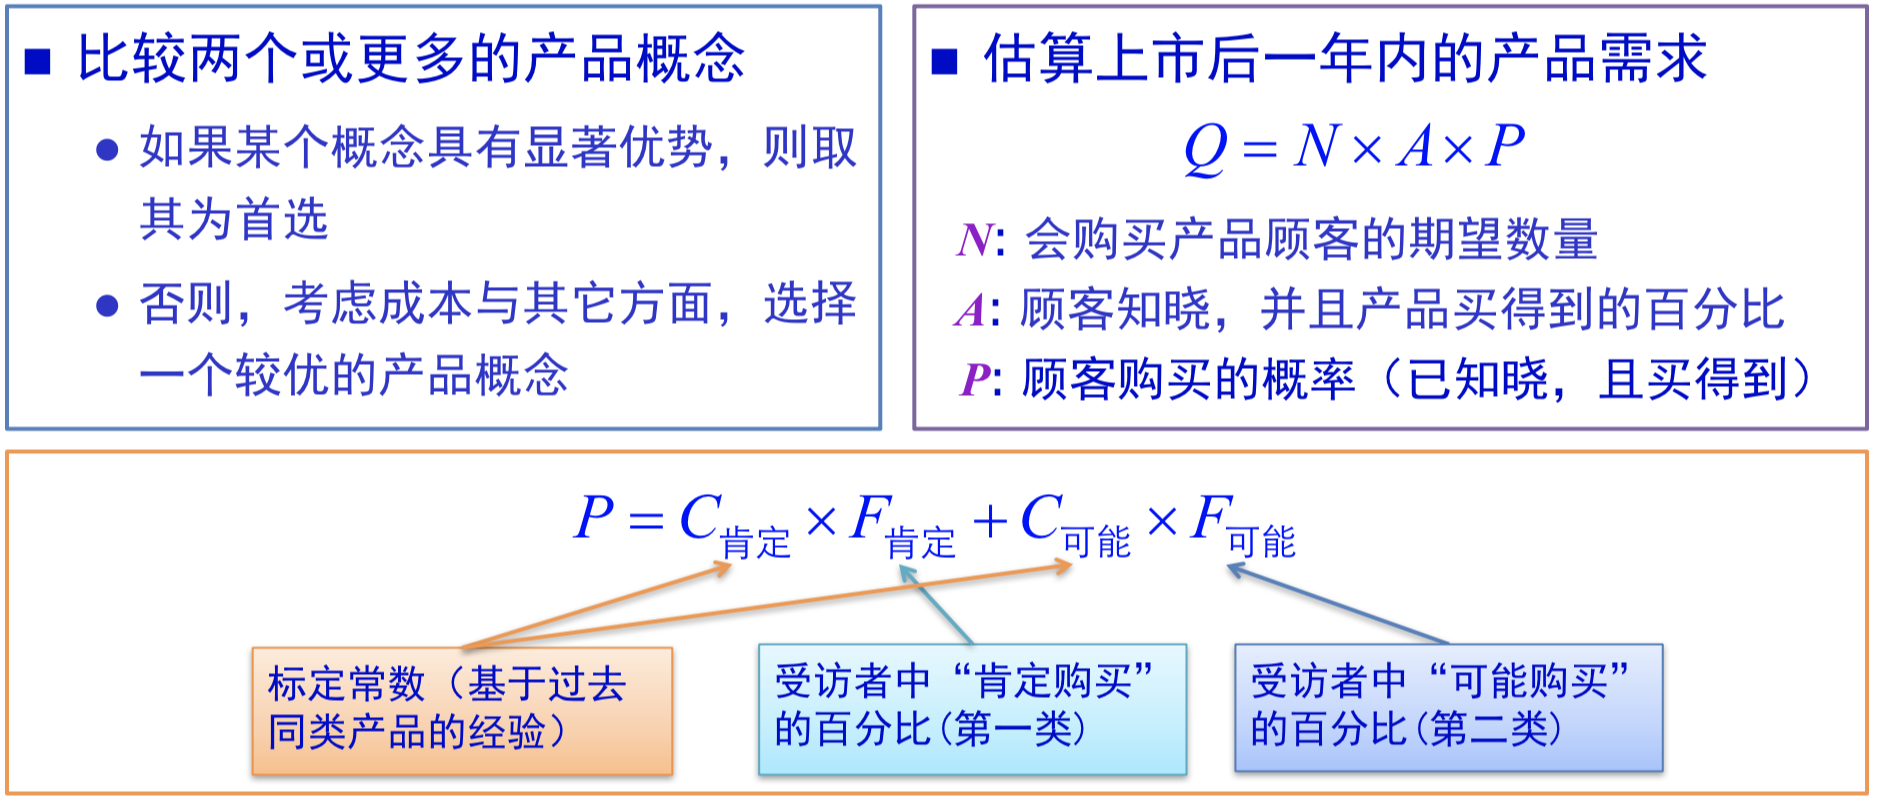 ■ 比较两个或更多的产品概念
● 如果某个概念具有显著优势，则取
其为首选
● 否则，考虑成本与其它方面，选择
一个较优的产品概念
■ 估算上市后一年内的产品需求
Q = N × A × P
N: 会购买产品顾客的期望数量
A: 顾客知晓，并且产品买得到的百分比
P: 顾客购买的概率（已知晓，且买得到）
P = C肯定 × F肯定 + C可能 × F可能
标定常数（基于过去
同类产品的经验）
受访者中“肯定购买”
的百分比(第一类)
受访者中“可能购买”
的百分比(第二类)